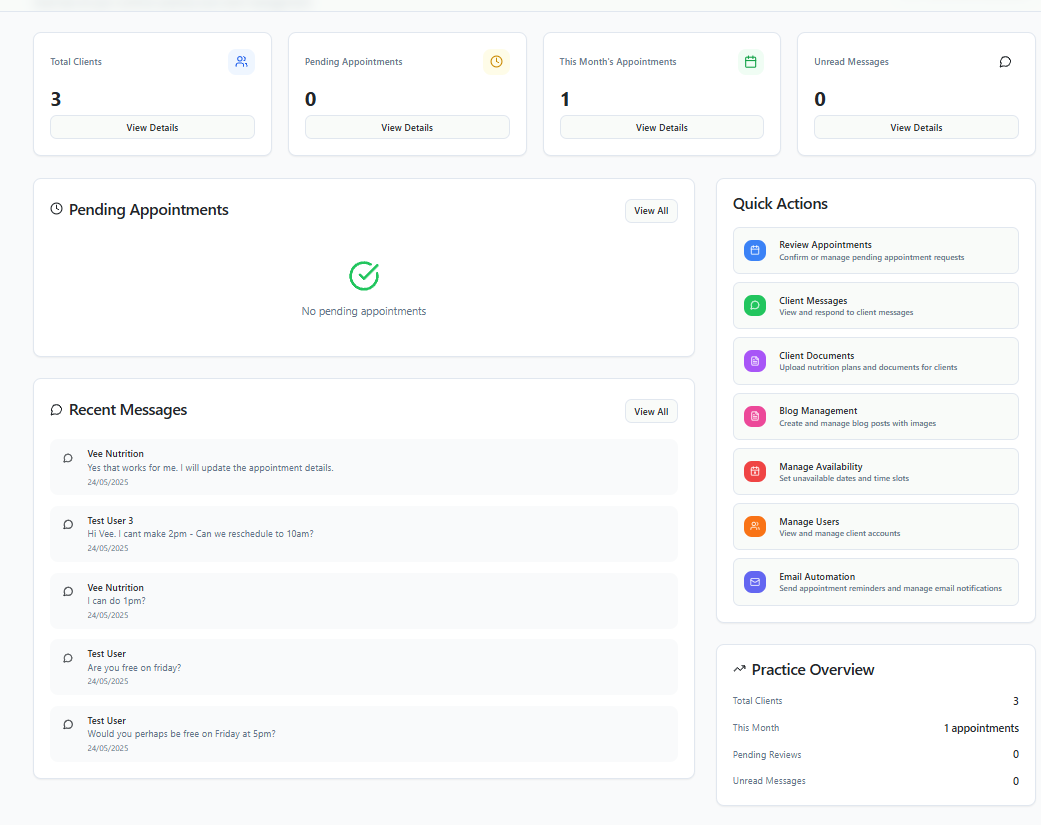 Total Clients
3
View Details
Pending Appointments
0
View Details
This Month's Appointments
1
View Details
Unread Messages
0
View Details
Pending Appointments
View All
No pending appointments
Recent Messages
View All
Vee Nutrition
Yes that works for me. I will update the appointment details.
24/05/2025
Test User 3
Hi Vee, I cant make 2pm - Can we reschedule to 10am?
24/05/2025
Vee Nutrition
I can do 1pm?
24/05/2025
Test User
Are you free on friday?
24/05/2025
Test User
Would you perhaps be free on Friday at 5pm?
24/05/2025
Quick Actions
Review Appointments
Confirm or manage pending appointment requests
Client Messages
View and respond to client messages
Client Documents
Upload nutrition plans and documents for clients
Blog Management
Create and manage blog posts with images
Manage Availability
Set unavailable dates and time slots
Manage Users
View and manage client accounts
Email Automation
Send appointment reminders and manage email notifications
Practice Overview
Total Clients 3
This Month 1 appointments
Pending Reviews 0
Unread Messages 0